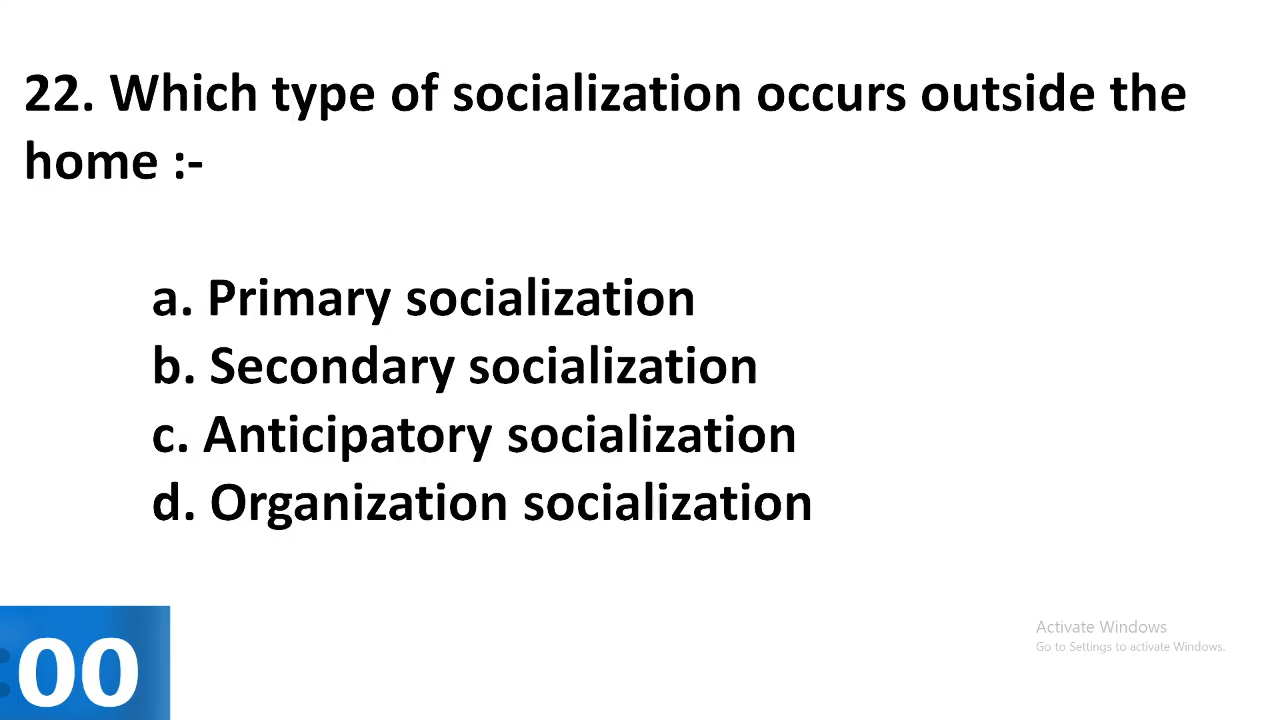 22. Which type of socialization occurs outside the
home :-
a. Primary socialization
b. Secondary socialization
c. Anticipatory socialization
d. Organization socialization
:00
Activate Windows
Go to Settings to activate Windows.